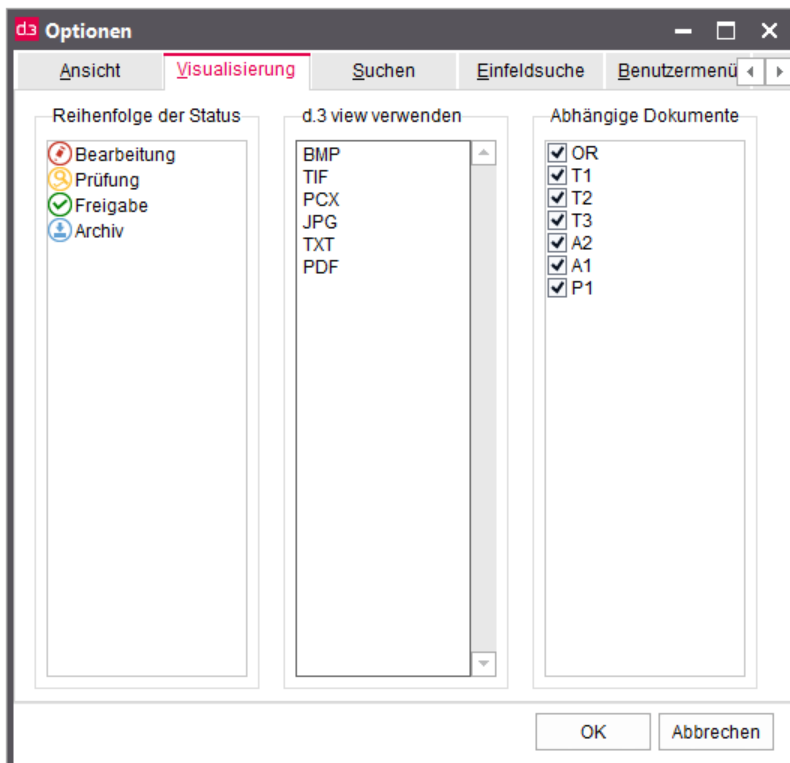 d.3 Optionen
Ansicht Visualisierung Suchen Einfeldsuche Benutzermenü
Reihenfolge der Status
Bearbeitung
Prüfung
Freigabe
Archiv
d.3 view verwenden
BMP
TIF
PCX
JPG
TXT
PDF
Abhängige Dokumente
OR
T1
T2
T3
A2
A1
P1
OK Abbrechen